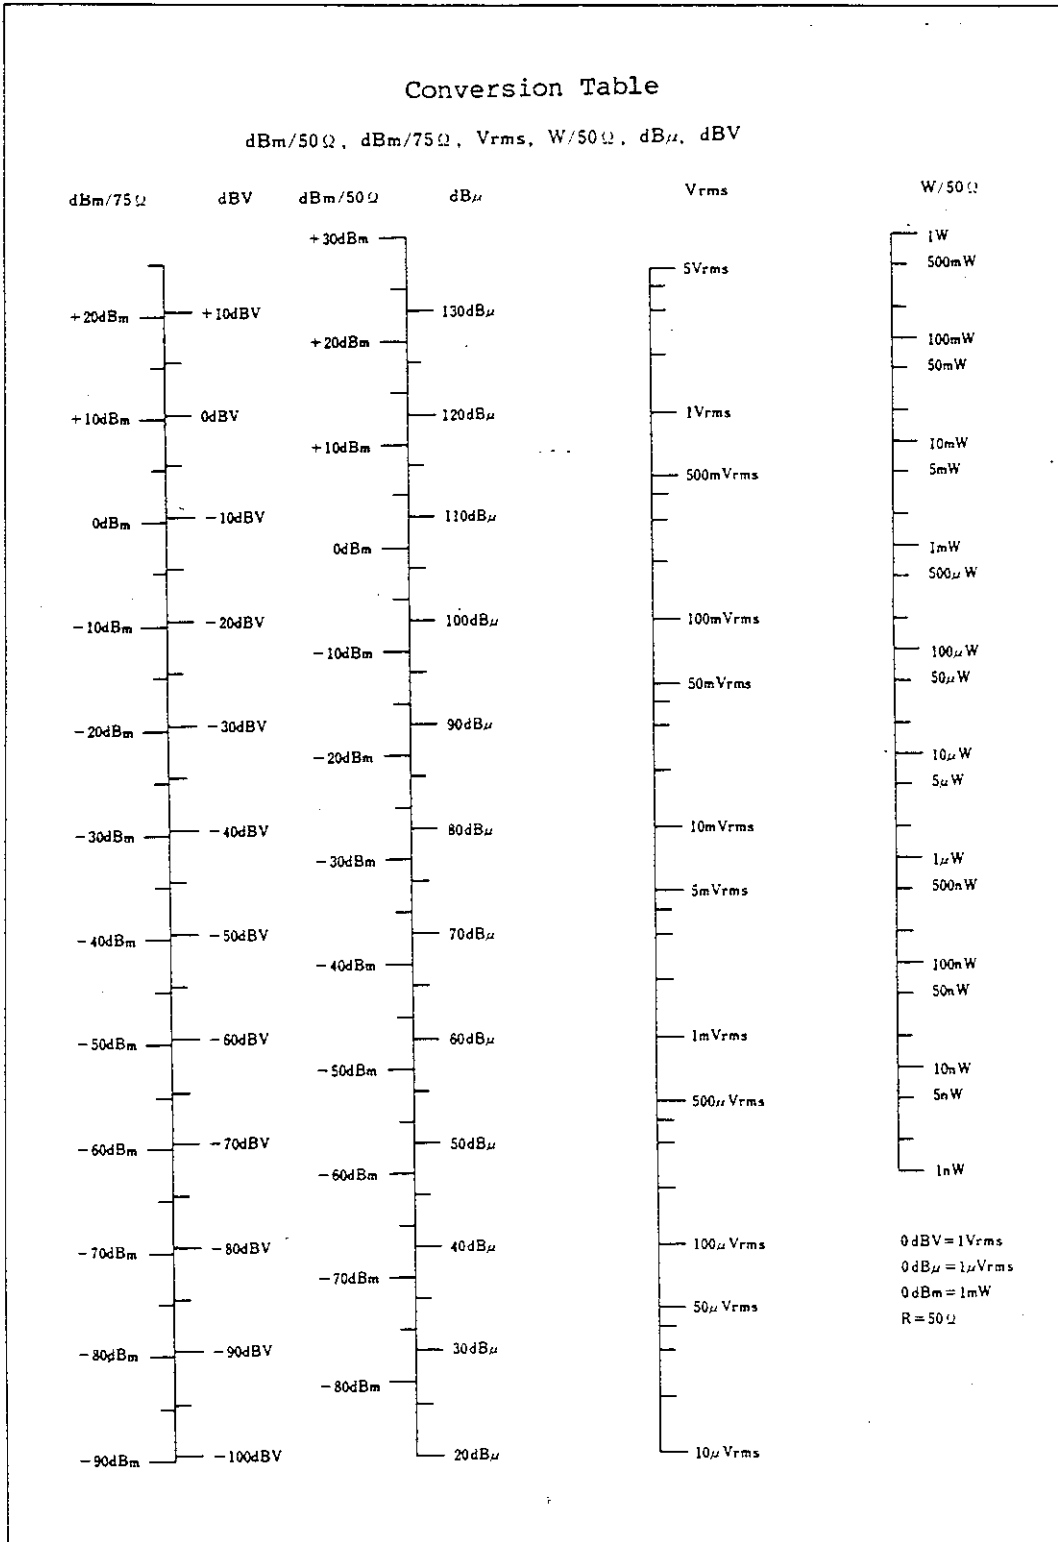 Conversion Table
dBm/50Ω, dBm/75Ω, Vrms, W/50Ω, dBμ, dBV
dBm/75Ω
dBV
dBm/50Ω
dBμ
Vrms
W/50Ω
+20dBm
+10dBm
0dBm
−10dBm
−20dBm
−30dBm
−40dBm
−50dBm
−60dBm
−70dBm
−80dBm
−90dBm
+10dBV
0dBV
−10dBV
−20dBV
−30dBV
−40dBV
−50dBV
−60dBV
−70dBV
−80dBV
−90dBV
−100dBV
+30dBm
+20dBm
+10dBm
0dBm
−10dBm
−20dBm
−30dBm
−40dBm
−50dBm
−60dBm
−70dBm
−80dBm
130dBμ
120dBμ
110dBμ
100dBμ
90dBμ
80dBμ
70dBμ
60dBμ
50dBμ
40dBμ
30dBμ
20dBμ
5Vrms
1Vrms
500mVrms
100mVrms
50mVrms
10mVrms
5mVrms
1mVrms
500μVrms
100μVrms
50μVrms
10μVrms
1W
500mW
100mW
50mW
10mW
5mW
1mW
500μW
100μW
50μW
10μW
5μW
1μW
500nW
100nW
50nW
10nW
5nW
1nW
0dBV=1Vrms
0dBμ=1μVrms
0dBm=1mW
R=50Ω